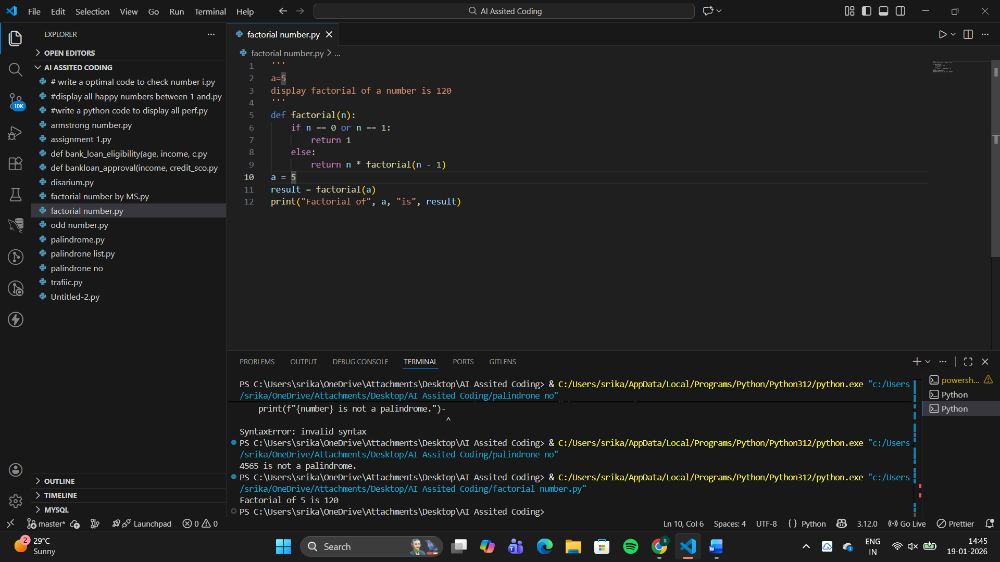 File Edit Selection View Go Run Terminal Help
AI Assited Coding
EXPLORER
OPEN EDITORS
AI ASSITED CODING
# write a optimal code to check number i.py
#display all happy numbers between 1 and.py
#write a python code to display all perf.py
armstrong number.py
assignment 1.py
def bank_loan_eligibility(age, income, c.py
def bankloan_approval(income, credit_sco.py
disarium.py
factorial number by MS.py
factorial number.py
odd number.py
palindrome.py
palindrone list.py
palindrone no
trafiic.py
Untitled-2.py
OUTLINE
TIMELINE
MYSQL
10K
factorial number.py
factorial number.py > ...
1 '''
2 a=5
3 display factorial of a number is 120
4 '''
5 def factorial(n):
6 if n == 0 or n == 1:
7 return 1
8 else:
9 return n * factorial(n - 1)
10 a = 5
11 result = factorial(a)
12 print("Factorial of", a, "is", result)
PROBLEMS OUTPUT DEBUG CONSOLE TERMINAL PORTS GITLENS
PS C:\Users\srika\OneDrive\Attachments\Desktop\AI Assited Coding> & C:/Users/srika/AppData/Local/Programs/Python/Python312/python.exe "c:/Users
/srika/OneDrive/Attachments/Desktop/AI Assited Coding/palindrone no"
print(f"{number} is not a palindrome.")-
^
SyntaxError: invalid syntax
PS C:\Users\srika\OneDrive\Attachments\Desktop\AI Assited Coding> & C:/Users/srika/AppData/Local/Programs/Python/Python312/python.exe "c:/Users
/srika/OneDrive/Attachments/Desktop/AI Assited Coding/palindrone no"
4565 is not a palindrome.
PS C:\Users\srika\OneDrive\Attachments\Desktop\AI Assited Coding> & C:/Users/srika/AppData/Local/Programs/Python/Python312/python.exe "c:/Users
/srika/OneDrive/Attachments/Desktop/AI Assited Coding/factorial number.py"
Factorial of 5 is 120
PS C:\Users\srika\OneDrive\Attachments\Desktop\AI Assited Coding>
powersh...
Python
Python
master* Launchpad 0 0
Ln 10, Col 6 Spaces: 4 UTF-8 {} Python 3.12.0 Go Live Prettier
2
29°C
Sunny
Search
ENG
IN
14:45
19-01-2026